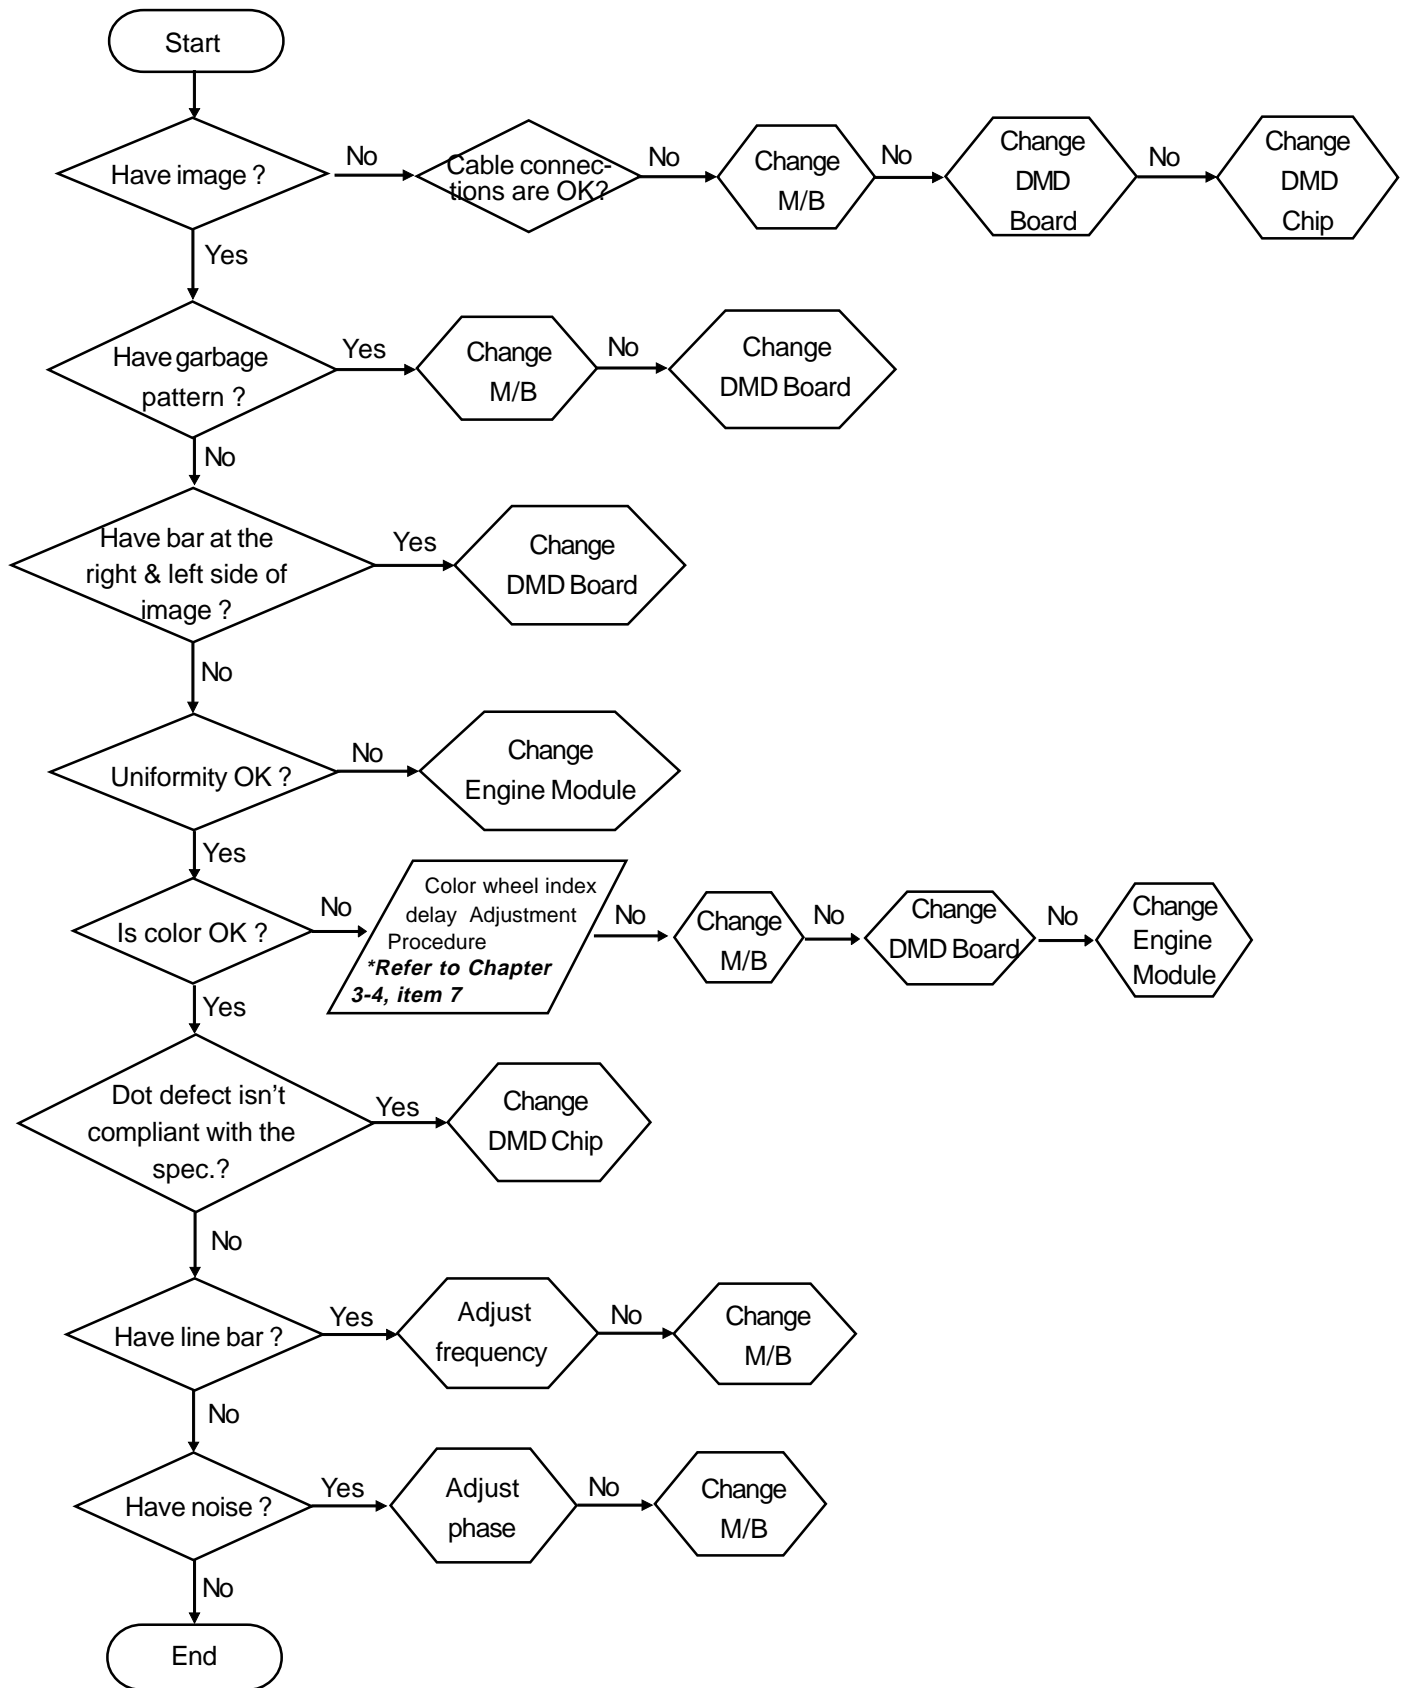 Start
Have image ?
No
Cable connec-
tions are OK?
No
Change
M/B
No
Change
DMD
Board
No
Change
DMD
Chip
Yes
Have garbage
pattern ?
Yes
Change
M/B
No
Change
DMD Board
No
Have bar at the
right & left side of
image ?
Yes
Change
DMD Board
No
Uniformity OK ?
No
Change
Engine Module
Yes
Is color OK ?
No
Color wheel index
delay Adjustment
Procedure
*Refer to Chapter
3-4, item 7
No
Change
M/B
No
Change
DMD Board
No
Change
Engine
Module
Yes
Dot defect isn't
compliant with the
spec.?
Yes
Change
DMD Chip
No
Have line bar ?
Yes
Adjust
frequency
No
Change
M/B
No
Have noise ?
Yes
Adjust
phase
No
Change
M/B
No
End